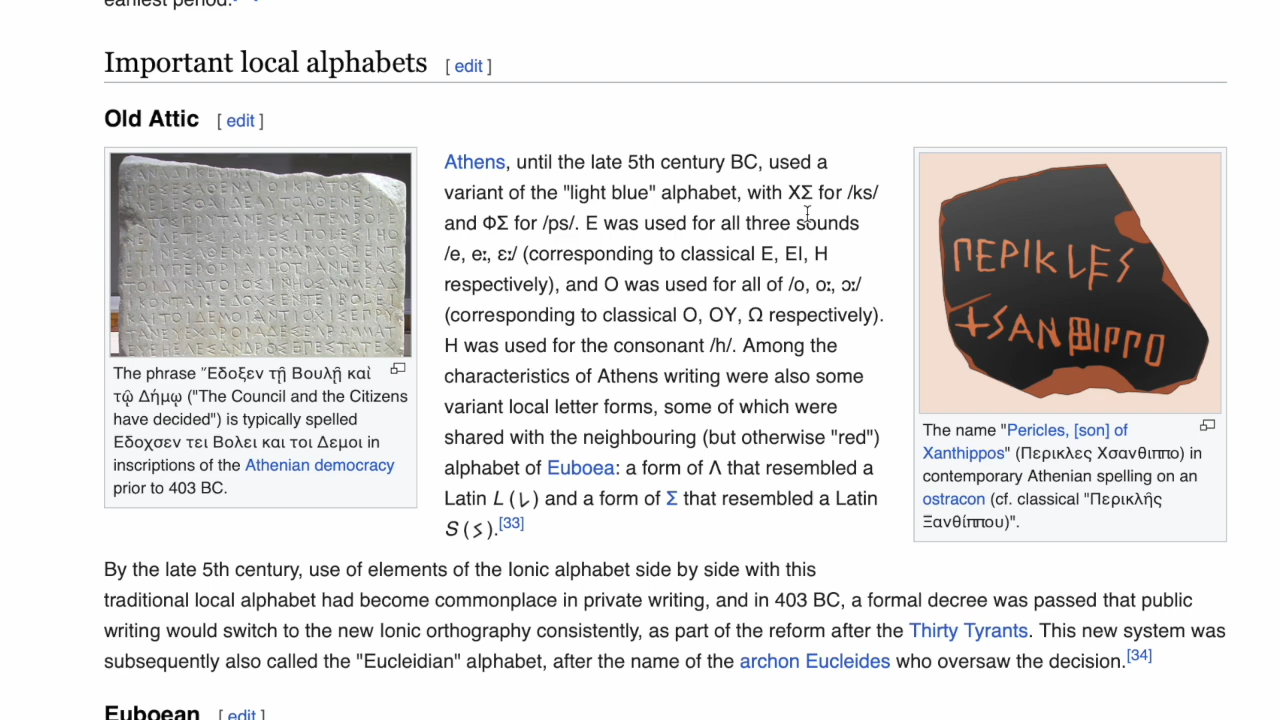 Important local alphabets [ edit ]
Old Attic [ edit ]
The phrase "Εδοξεν τῇ Βουλῇ καὶ
τῷ Δήμῳ ("The Council and the Citizens
have decided") is typically spelled
Εδοχσεν τει Βολει και τοι Δεμοι in
inscriptions of the Athenian democracy
prior to 403 BC.
Athens, until the late 5th century BC, used a
variant of the "light blue" alphabet, with ΧΣ for /ks/
and ΦΣ for /ps/. E was used for all three sounds
/e, eː, ɛː/ (corresponding to classical E, EI, H
respectively), and O was used for all of /o, oː, ɔː/
(corresponding to classical O, OY, Ω respectively).
H was used for the consonant /h/. Among the
characteristics of Athens writing were also some
variant local letter forms, some of which were
shared with the neighbouring (but otherwise "red")
alphabet of Euboea: a form of Λ that resembled a
Latin L () and a form of Σ that resembled a Latin
S ().[33]
ΠΕΡΙΚLΕS
ΧSΑΝΘΙΠΠΟ
The name "Pericles, [son] of
Xanthippos" (Περικλες Χσανθιππο) in
contemporary Athenian spelling on an
ostracon (cf. classical "Περικλῆς
Ξανθίππου)".
By the late 5th century, use of elements of the Ionic alphabet side by side with this
traditional local alphabet had become commonplace in private writing, and in 403 BC, a formal decree was passed that public
writing would switch to the new Ionic orthography consistently, as part of the reform after the Thirty Tyrants. This new system was
subsequently also called the "Eucleidian" alphabet, after the name of the archon Eucleides who oversaw the decision.[34]
Euboean [ edit ]